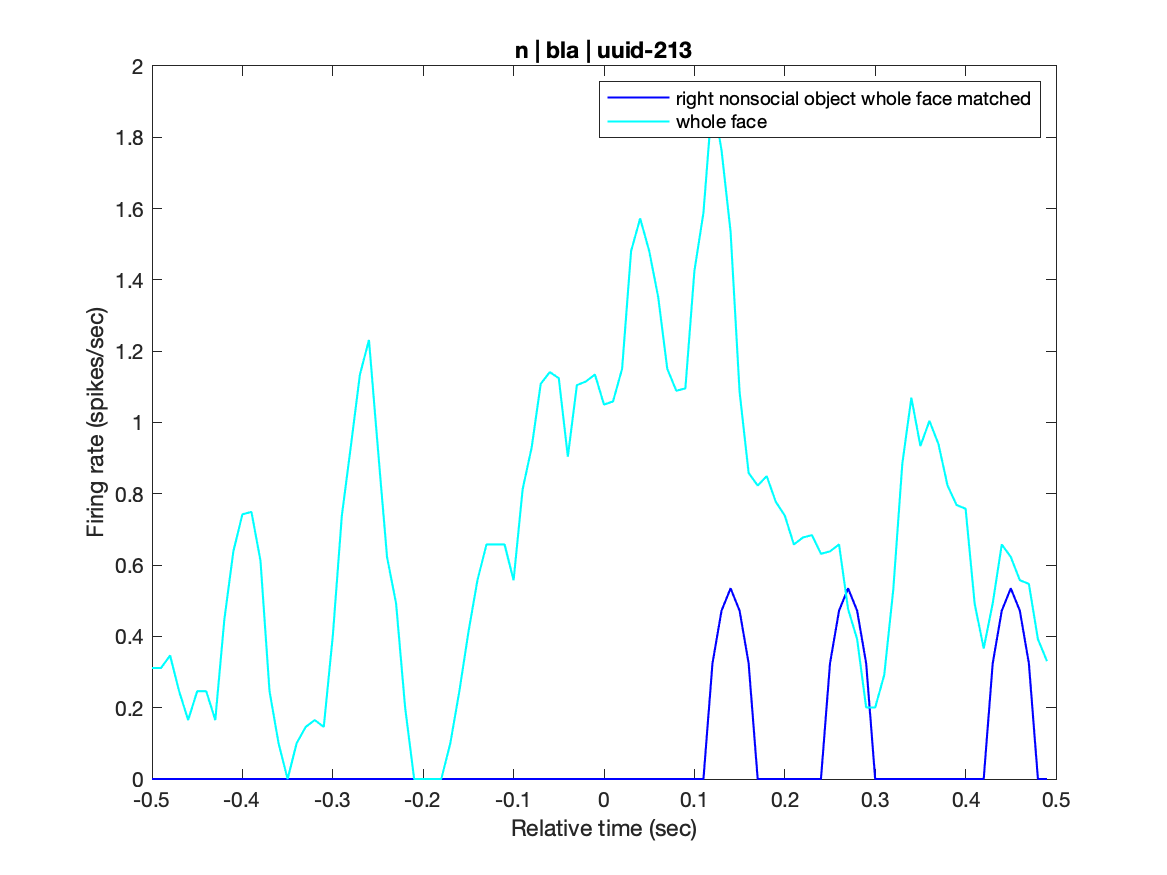 n | bla | uuid-213
right nonsocial object whole face matched
whole face
Firing rate (spikes/sec)
2
1.8
1.6
1.4
1.2
1
0.8
0.6
0.4
0.2
0
-0.5 -0.4 -0.3 -0.2 -0.1 0 0.1 0.2 0.3 0.4 0.5
Relative time (sec)